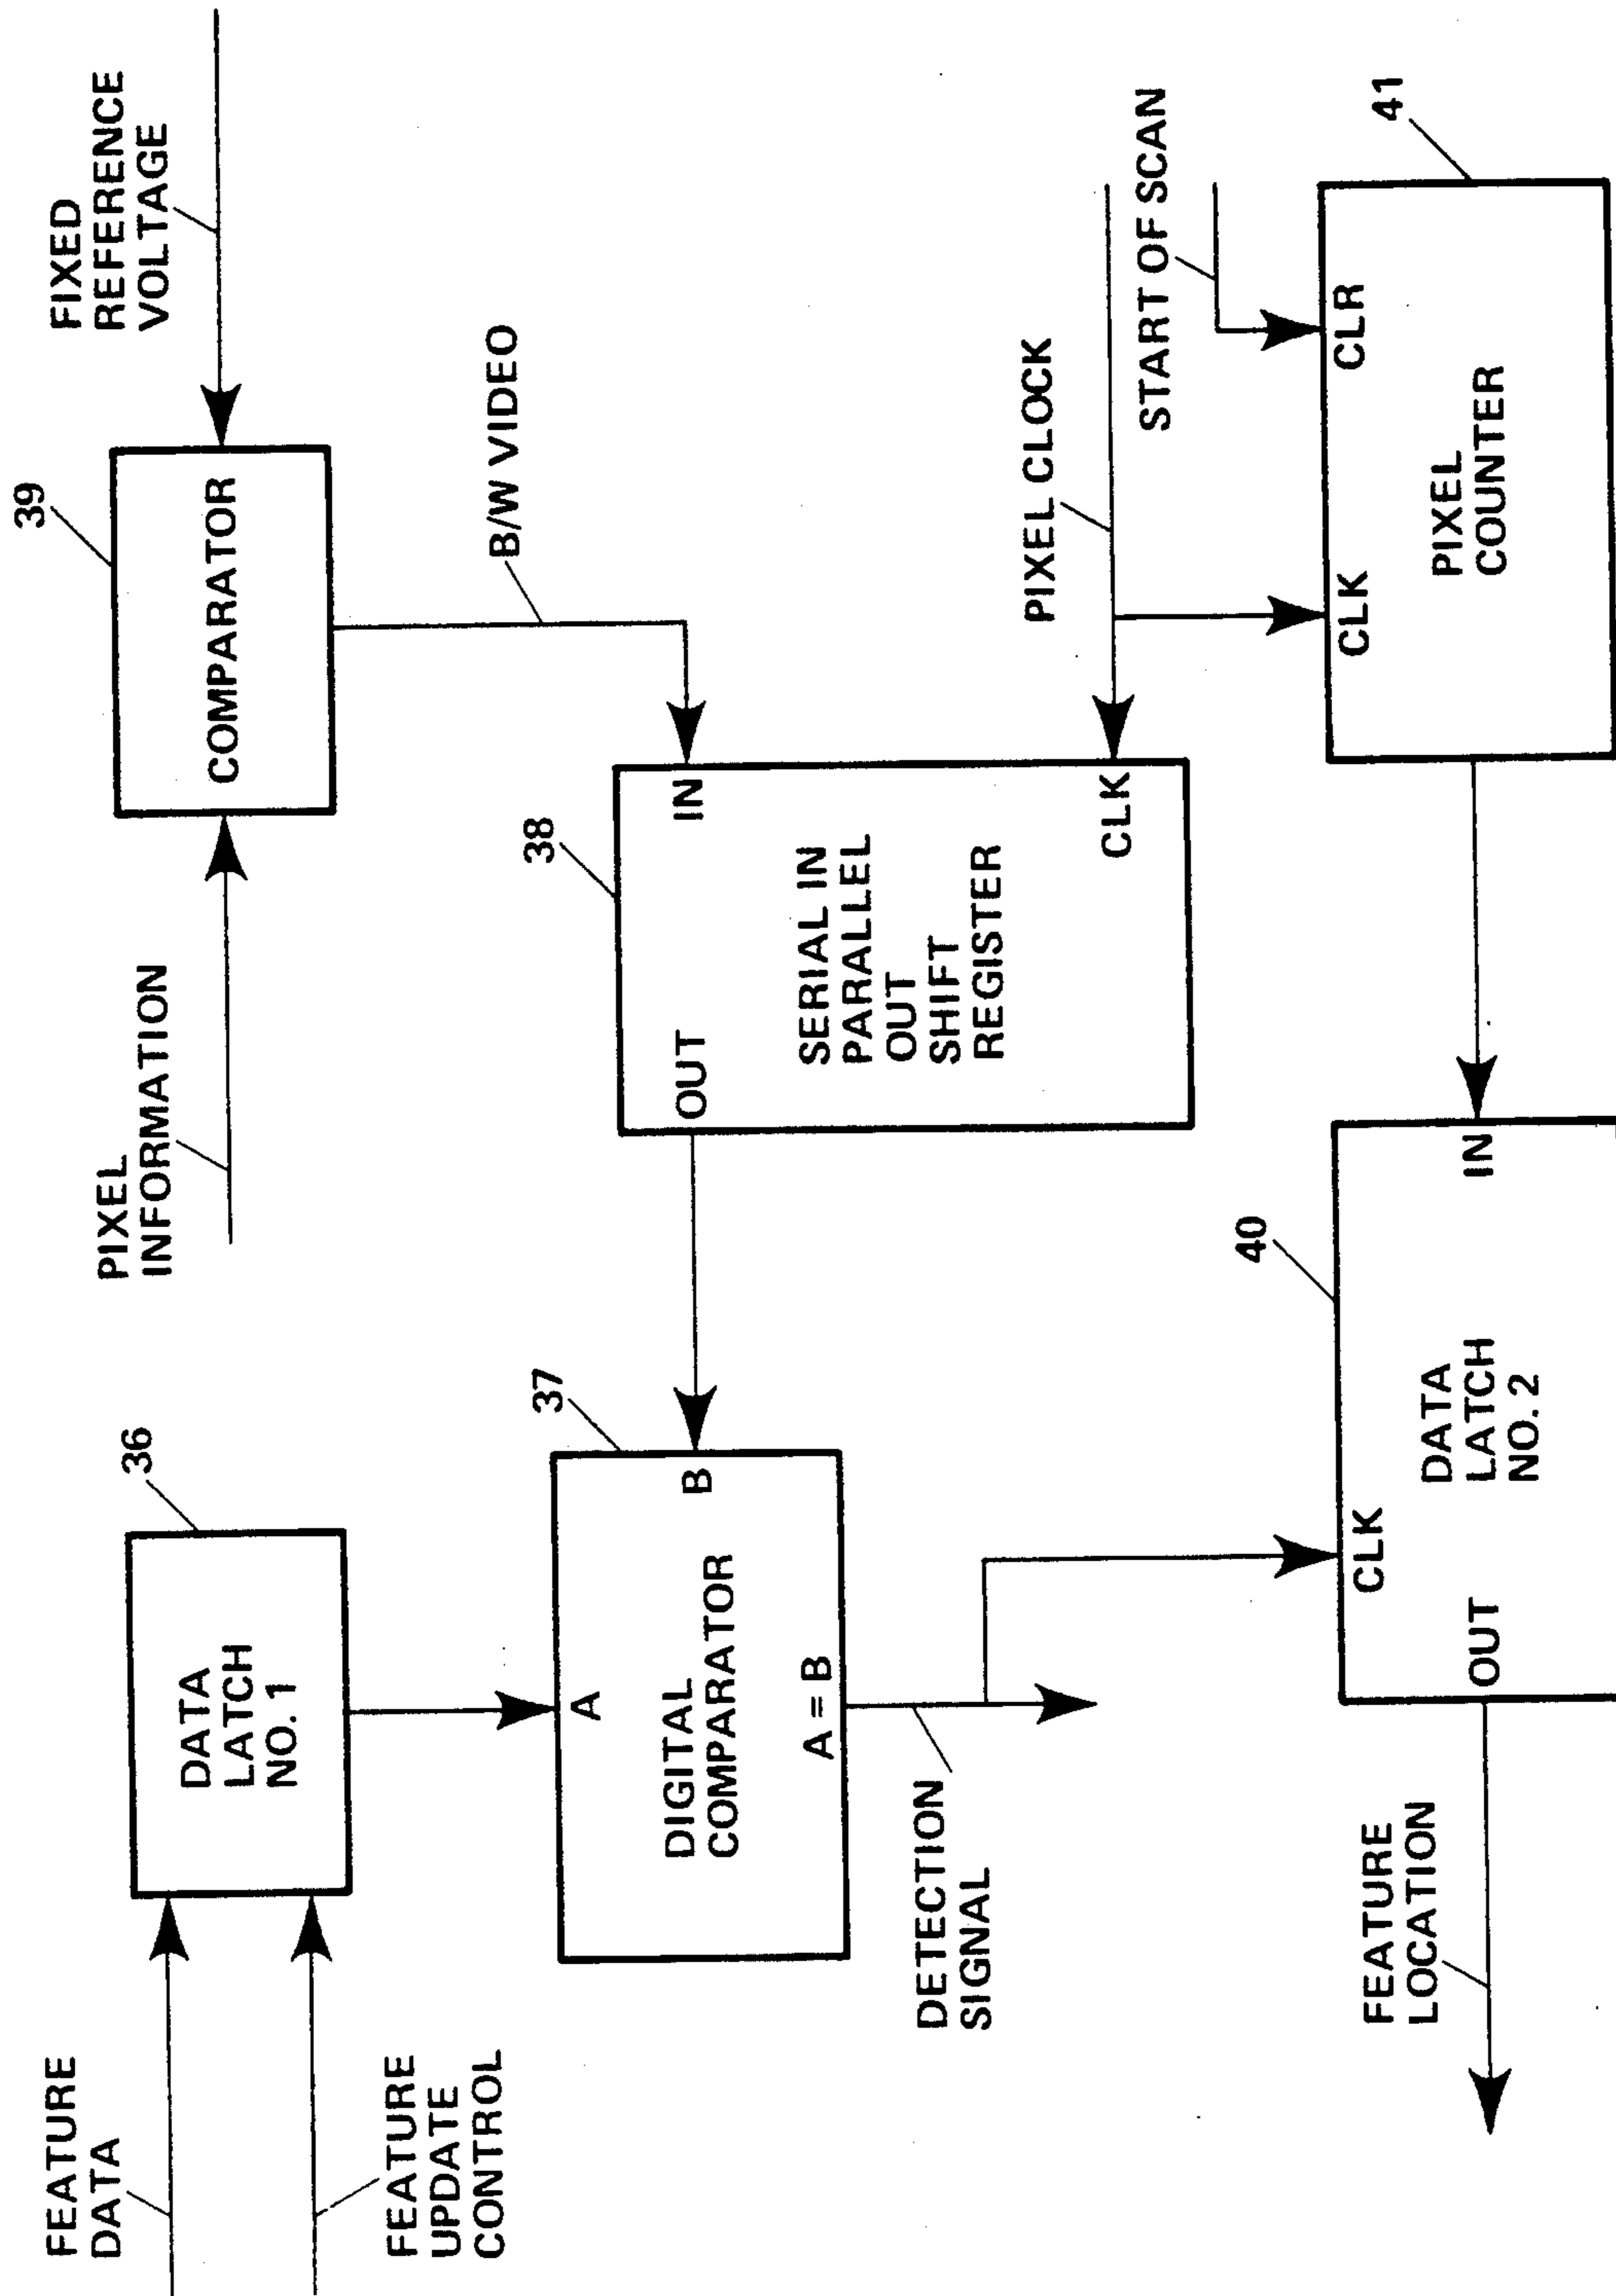 FEATURE
DATA
FEATURE
UPDATE
CONTROL
36
DATA
LATCH
NO. 1
PIXEL
INFORMATION
39
COMPARATOR
FIXED
REFERENCE
VOLTAGE
B/W VIDEO
37
A
B
DIGITAL
COMPARATOR
A = B
DETECTION
SIGNAL
38
OUT
IN
SERIAL IN
PARALLEL
OUT
SHIFT
REGISTER
CLK
PIXEL CLOCK
START OF SCAN
FEATURE
LOCATION
40
CLK
OUT
DATA
LATCH
NO. 2
IN
41
CLK
CLR
PIXEL
COUNTER